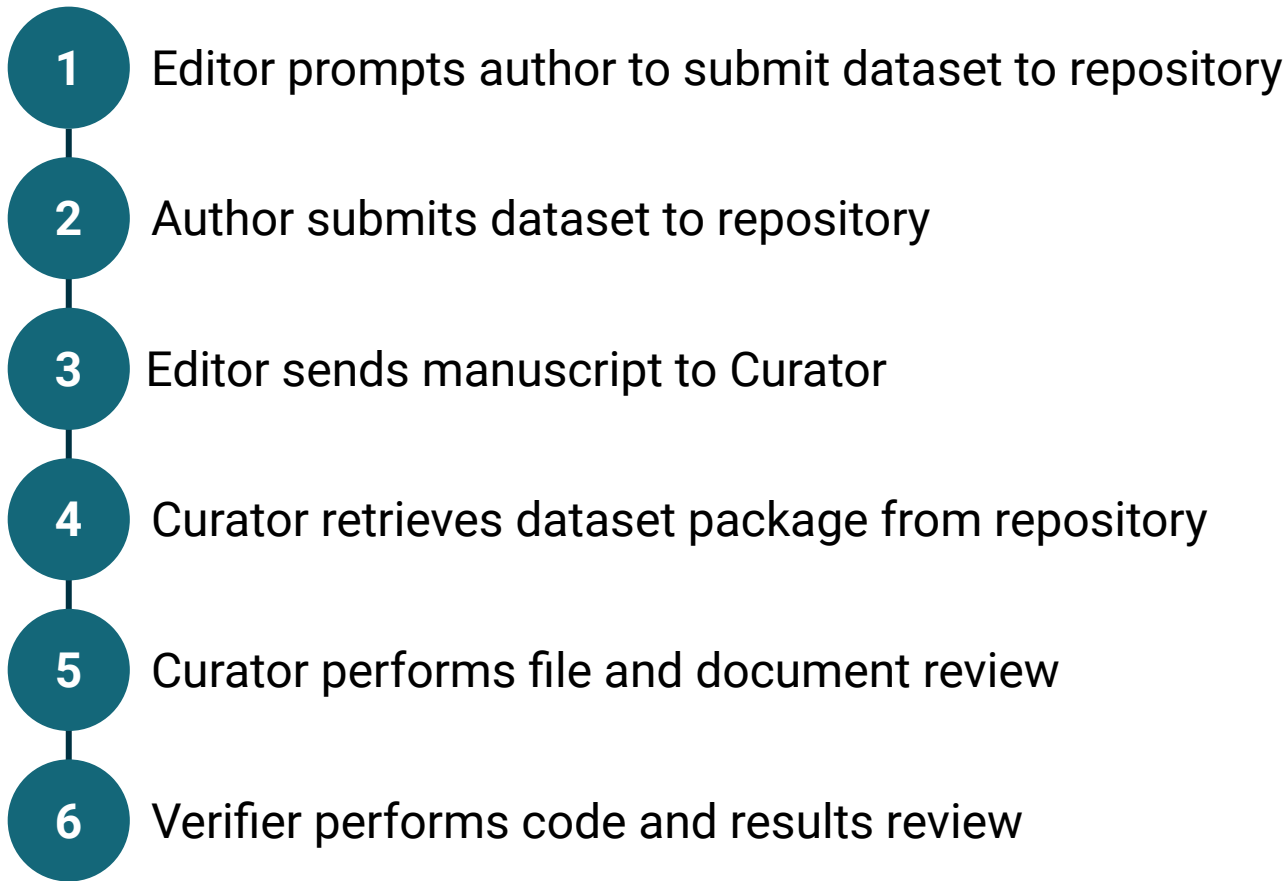 1 Editor prompts author to submit dataset to repository
2 Author submits dataset to repository
3 Editor sends manuscript to Curator
4 Curator retrieves dataset package from repository
5 Curator performs file and document review
6 Verifier performs code and results review